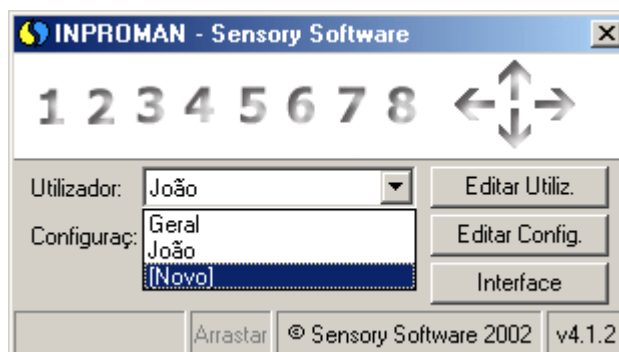 INPROMAN - Sensory Software
1 2 3 4 5 6 7 8
Utilizador: João Editar Utiliz.
Geral
Configuraç: João Editar Config.
[Novo]
Interface
Arrastar © Sensory Software 2002 v4.1.2